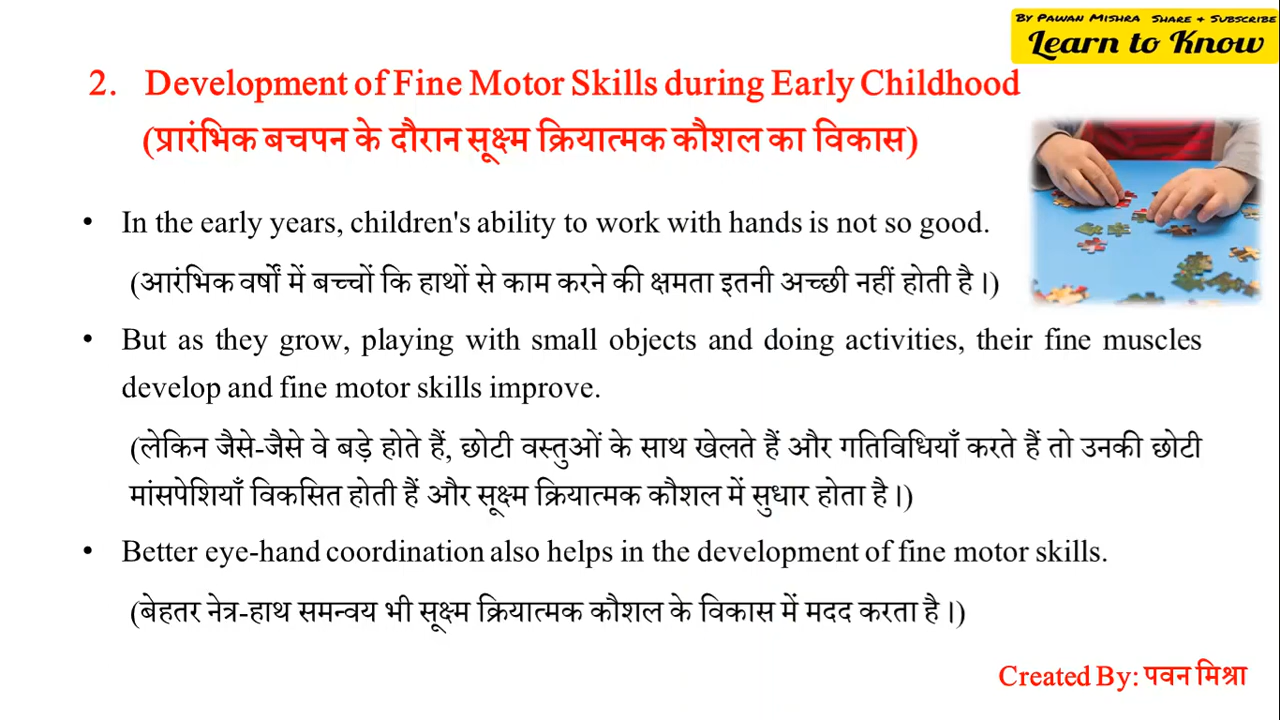 By Pawan Mishra Share + Subscribe
Learn to Know
2. Development of Fine Motor Skills during Early Childhood
(प्रारंभिक बचपन के दौरान सूक्ष्म क्रियात्मक कौशल का विकास)
• In the early years, children's ability to work with hands is not so good.
(आरंभिक वर्षों में बच्चों कि हाथों से काम करने की क्षमता इतनी अच्छी नहीं होती है।)
• But as they grow, playing with small objects and doing activities, their fine muscles
develop and fine motor skills improve.
(लेकिन जैसे-जैसे वे बड़े होते हैं, छोटी वस्तुओं के साथ खेलते हैं और गतिविधियाँ करते हैं तो उनकी छोटी
मांसपेशियाँ विकसित होती हैं और सूक्ष्म क्रियात्मक कौशल में सुधार होता है।)
• Better eye-hand coordination also helps in the development of fine motor skills.
(बेहतर नेत्र-हाथ समन्वय भी सूक्ष्म क्रियात्मक कौशल के विकास में मदद करता है।)
Created By: पवन मिश्रा